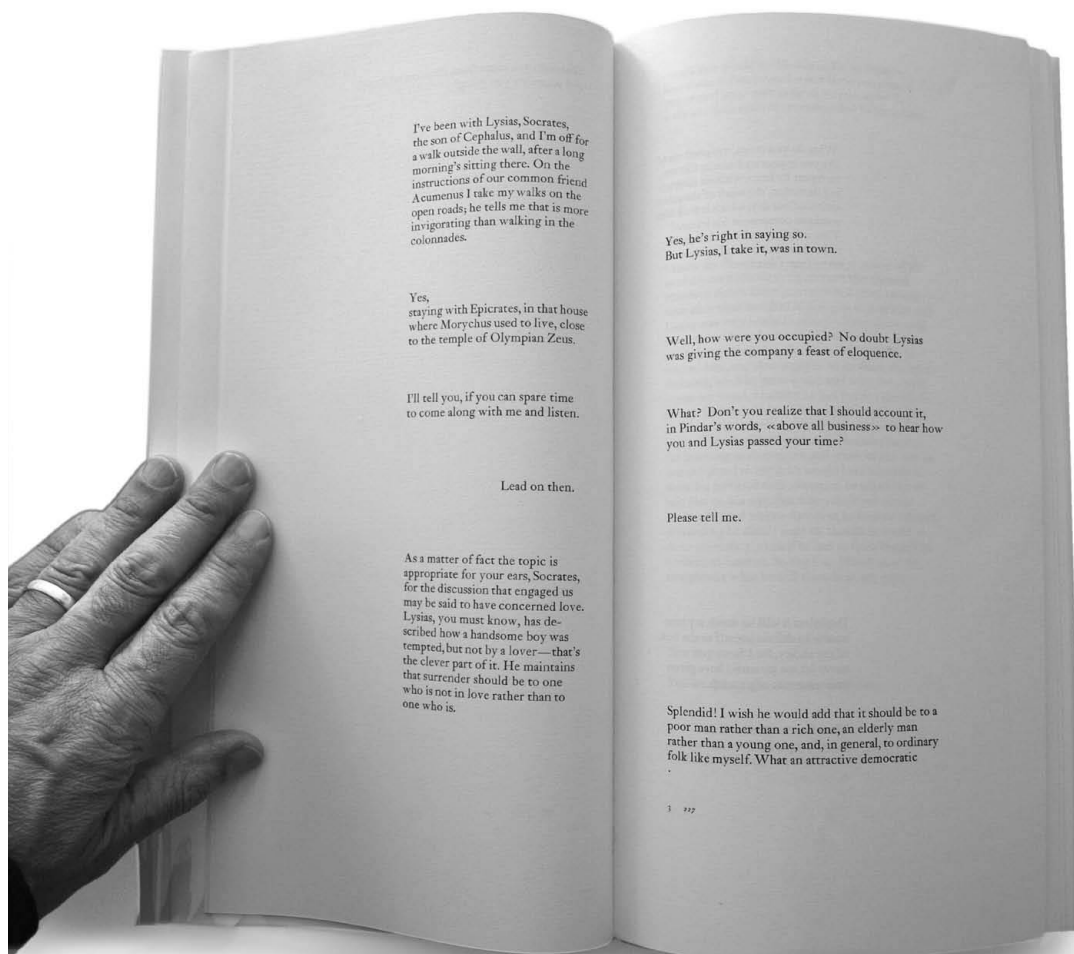 I've been with Lysias, Socrates,
the son of Cephalus, and I'm off for
a walk outside the wall, after a long
morning's sitting there. On the
instructions of our common friend
Acumenus I take my walks on the
open roads; he tells me that is more
invigorating than walking in the
colonnades.
Yes,
staying with Epicrates, in that house
where Morychus used to live, close
to the temple of Olympian Zeus.
I'll tell you, if you can spare time
to come along with me and listen.
Lead on then.
As a matter of fact the topic is
appropriate for your ears, Socrates,
for the discussion that engaged us
may be said to have concerned love.
Lysias, you must know, has de-
scribed how a handsome boy was
tempted, but not by a lover—that's
the clever part of it. He maintains
that surrender should be to one
who is not in love rather than to
one who is.
Yes, he's right in saying so.
But Lysias, I take it, was in town.
Well, how were you occupied? No doubt Lysias
was giving the company a feast of eloquence.
What? Don't you realize that I should account it,
in Pindar's words, «above all business» to hear how
you and Lysias passed your time?
Please tell me.
Splendid! I wish he would add that it should be to a
poor man rather than a rich one, an elderly man
rather than a young one, and, in general, to ordinary
folk like myself. What an attractive democratic
3 227